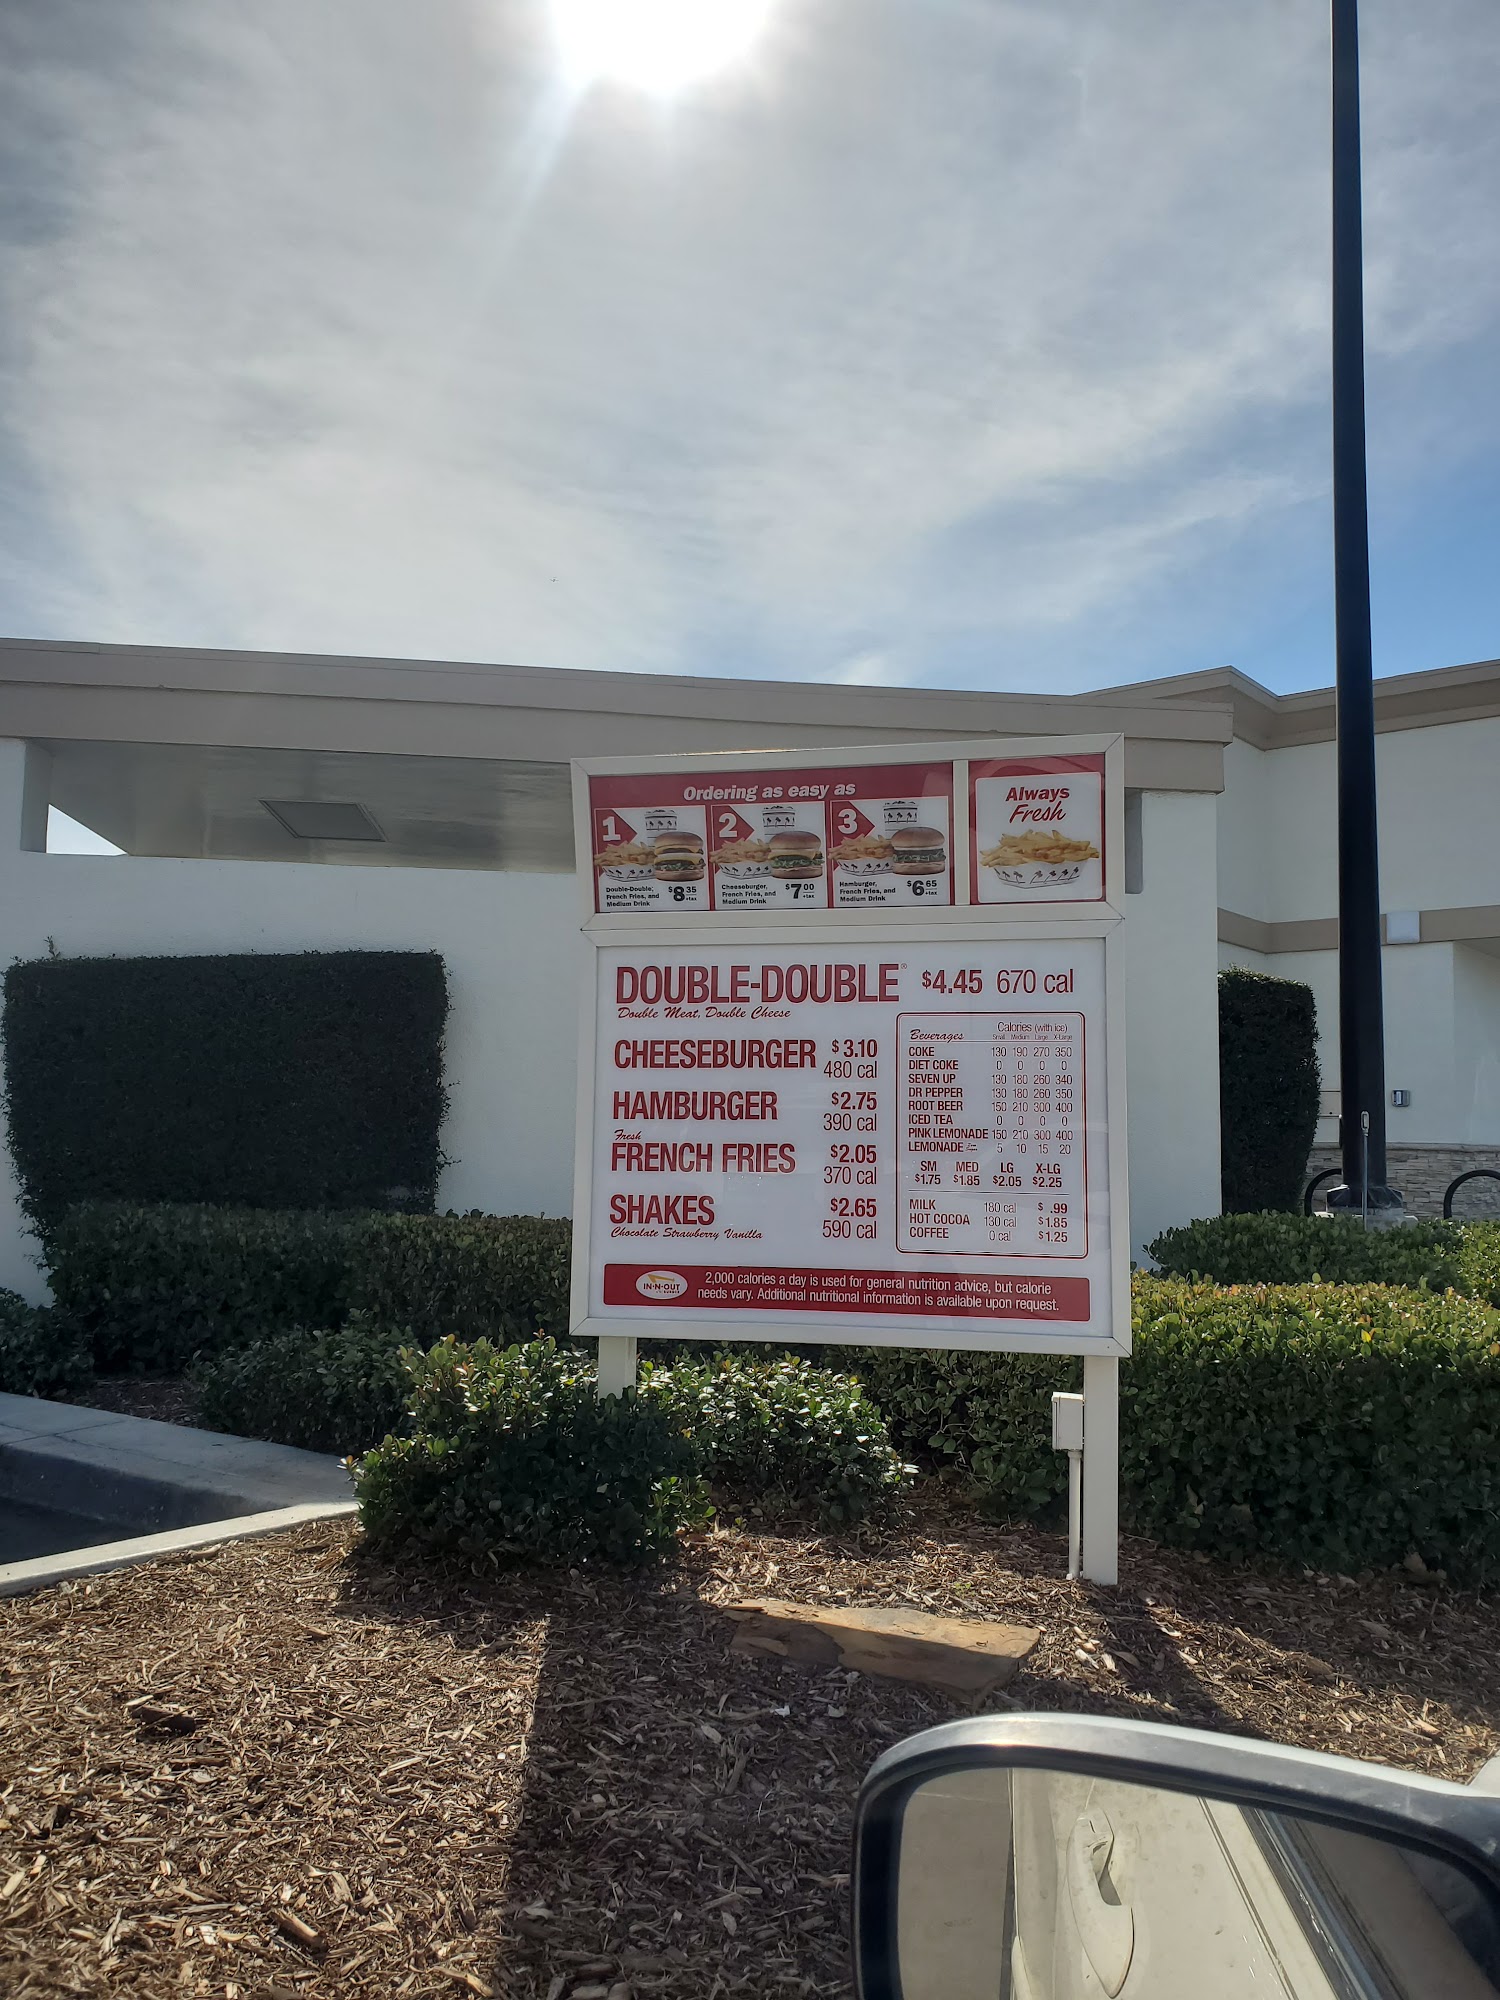 Ordering as easy as
1
Double-Double,
French Fries, and
Medium Drink
$8 35
+tax
2
Cheeseburger,
French Fries, and
Medium Drink
$7 00
+tax
3
Hamburger,
French Fries, and
Medium Drink
$6 65
+tax
Always
Fresh
DOUBLE-DOUBLE® $4.45 670 cal
Double Meat, Double Cheese
CHEESEBURGER $3.10
480 cal
HAMBURGER $2.75
390 cal
Fresh
FRENCH FRIES $2.05
370 cal
SHAKES $2.65
Chocolate Strawberry Vanilla 590 cal
Beverages Calories (with ice)
Small Medium Large X-Large
COKE 130 190 270 350
DIET COKE 0 0 0 0
SEVEN UP 130 180 260 340
DR PEPPER 130 180 260 350
ROOT BEER 150 210 300 400
ICED TEA 0 0 0 0
PINK LEMONADE 150 210 300 400
LEMONADE 5 10 15 20
SM MED LG X-LG
$1.75 $1.85 $2.05 $2.25
MILK 180 cal $ .99
HOT COCOA 130 cal $1.85
COFFEE 0 cal $1.25
IN-N-OUT
BURGER
2,000 calories a day is used for general nutrition advice, but calorie
needs vary. Additional nutritional information is available upon request.